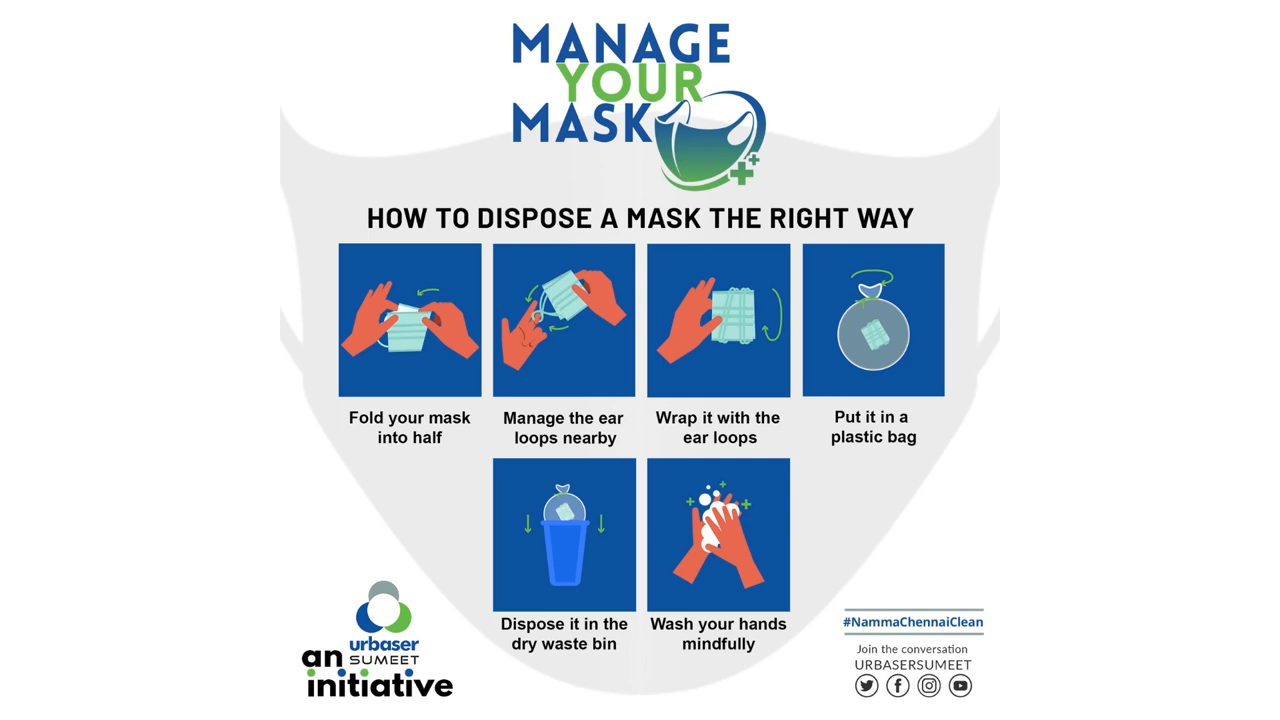 MANAGE
YOUR
MASK
HOW TO DISPOSE A MASK THE RIGHT WAY
Fold your mask
into half
Manage the ear
loops nearby
Wrap it with the
ear loops
Put it in a
plastic bag
Dispose it in the
dry waste bin
Wash your hands
mindfully
urbaser
SUMEET
an
initiative
#NammaChennaiClean
Join the conversation
URBASERSUMEET